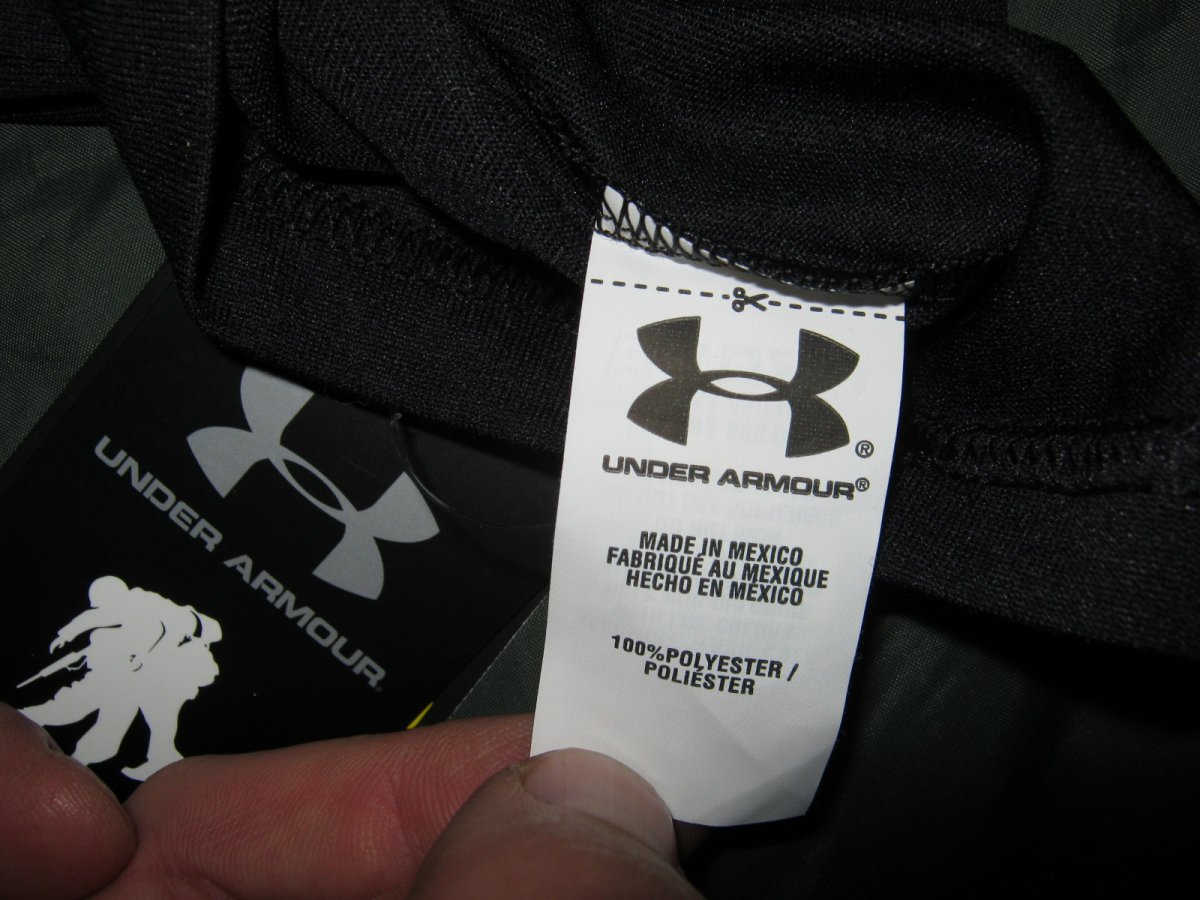 UNDER ARMOUR®
MADE IN MEXICO
FABRIQUÉ AU MEXIQUE
HECHO EN MÉXICO
100%POLYESTER /
POLIÉSTER
UNDER ARMOUR